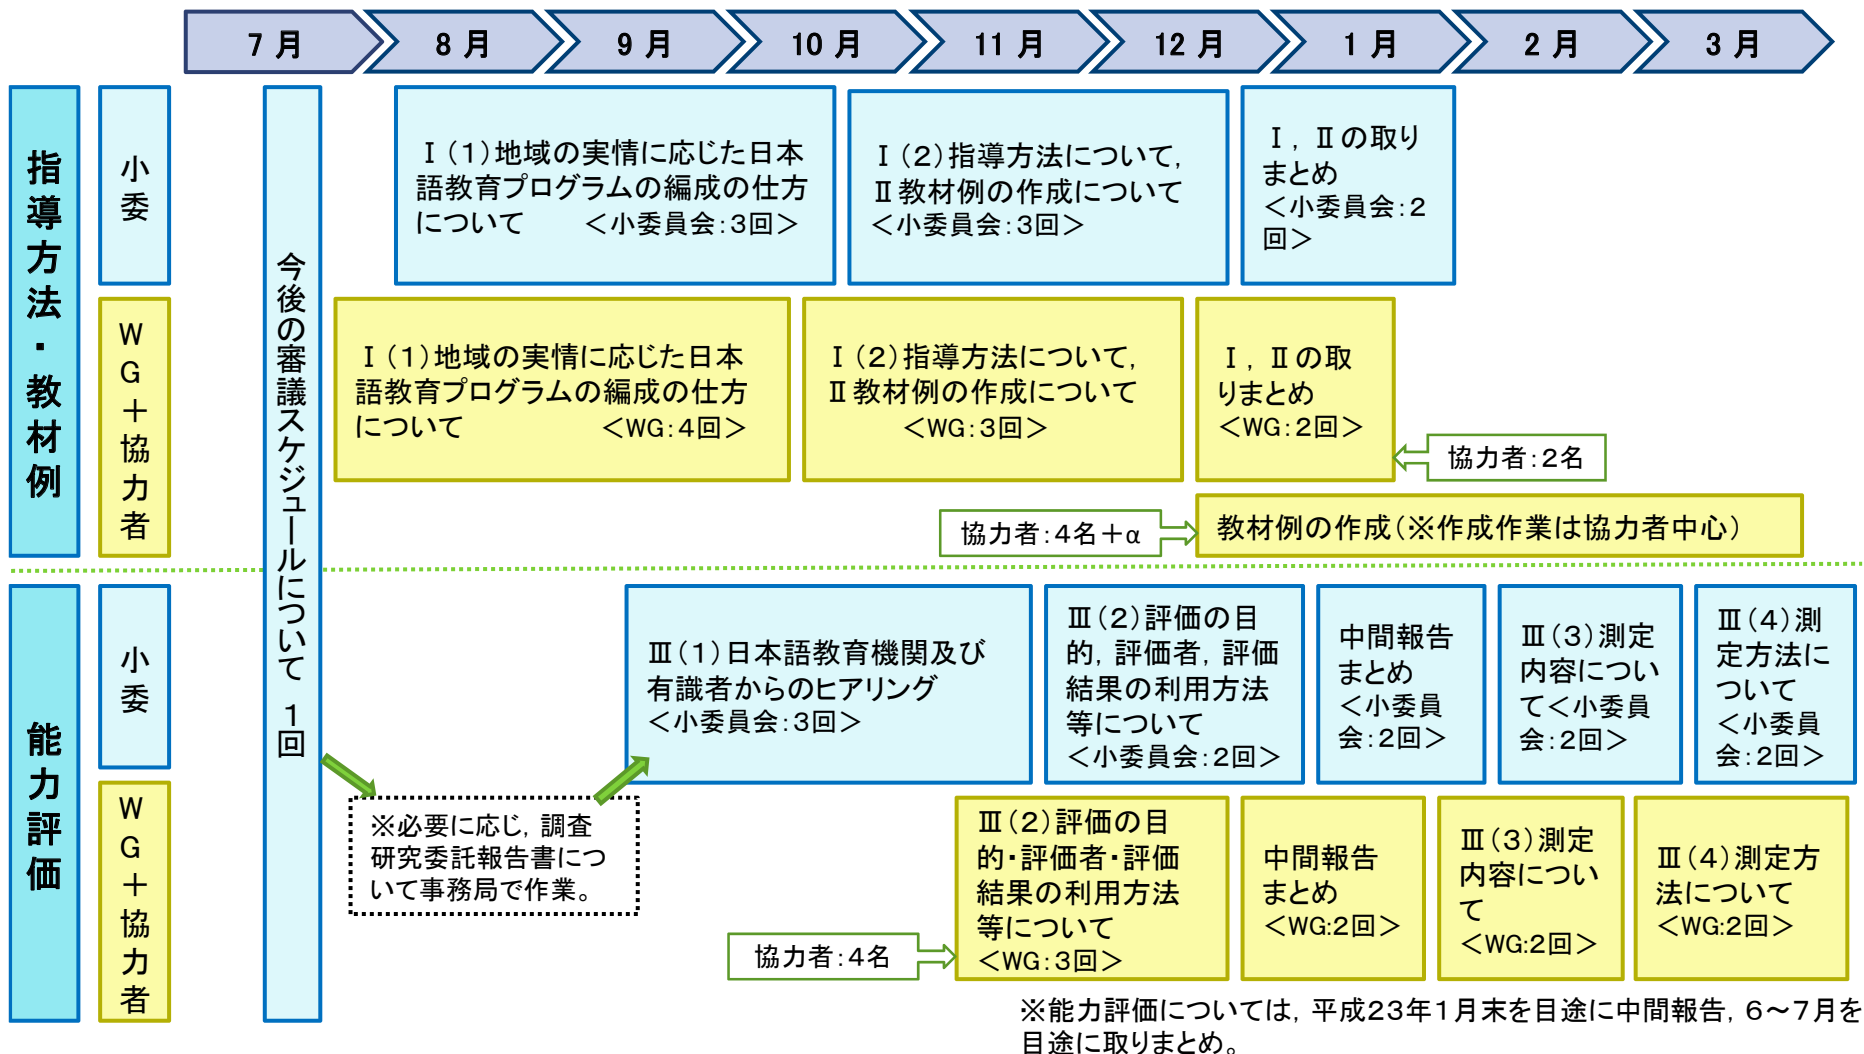 7月
8月
9月
10月
11月
12月
1月
2月
3月
指導方法・教材例
小委
WG＋協力者
今後の審議スケジュールについて 1回
Ⅰ(1)地域の実情に応じた日本
語教育プログラムの編成の仕方
について ＜小委員会:3回＞
Ⅰ(2)指導方法について,
Ⅱ教材例の作成について
＜小委員会:3回＞
Ⅰ, Ⅱの取り
まとめ
＜小委員会:2
回＞
Ⅰ(1)地域の実情に応じた日本
語教育プログラムの編成の仕方
について ＜WG:4回＞
Ⅰ(2)指導方法について,
Ⅱ教材例の作成について
＜WG:3回＞
Ⅰ, Ⅱの取
りまとめ
＜WG:2回＞
協力者:2名
協力者:4名＋α
教材例の作成(※作成作業は協力者中心)
能力評価
小委
WG＋協力者
Ⅲ(1)日本語教育機関及び
有識者からのヒアリング
＜小委員会:3回＞
Ⅲ(2)評価の目
的, 評価者, 評価
結果の利用方法
等について
＜小委員会:2回＞
中間報告
まとめ
＜小委員
会:2回＞
Ⅲ(3)測定
内容につい
て＜小委員
会:2回＞
Ⅲ(4)測
定方法に
ついて
＜小委員
会:2回＞
※必要に応じ, 調査
研究委託報告書につ
いて事務局で作業。
Ⅲ(2)評価の目
的・評価者・評価
結果の利用方法
等について
＜WG:3回＞
中間報告
まとめ
＜WG:2回＞
Ⅲ(3)測定
内容につい
て
＜WG:2回＞
Ⅲ(4)測定方
法について
＜WG:2回＞
協力者:4名
※能力評価については, 平成23年1月末を目途に中間報告, 6～7月を
目途に取りまとめ。